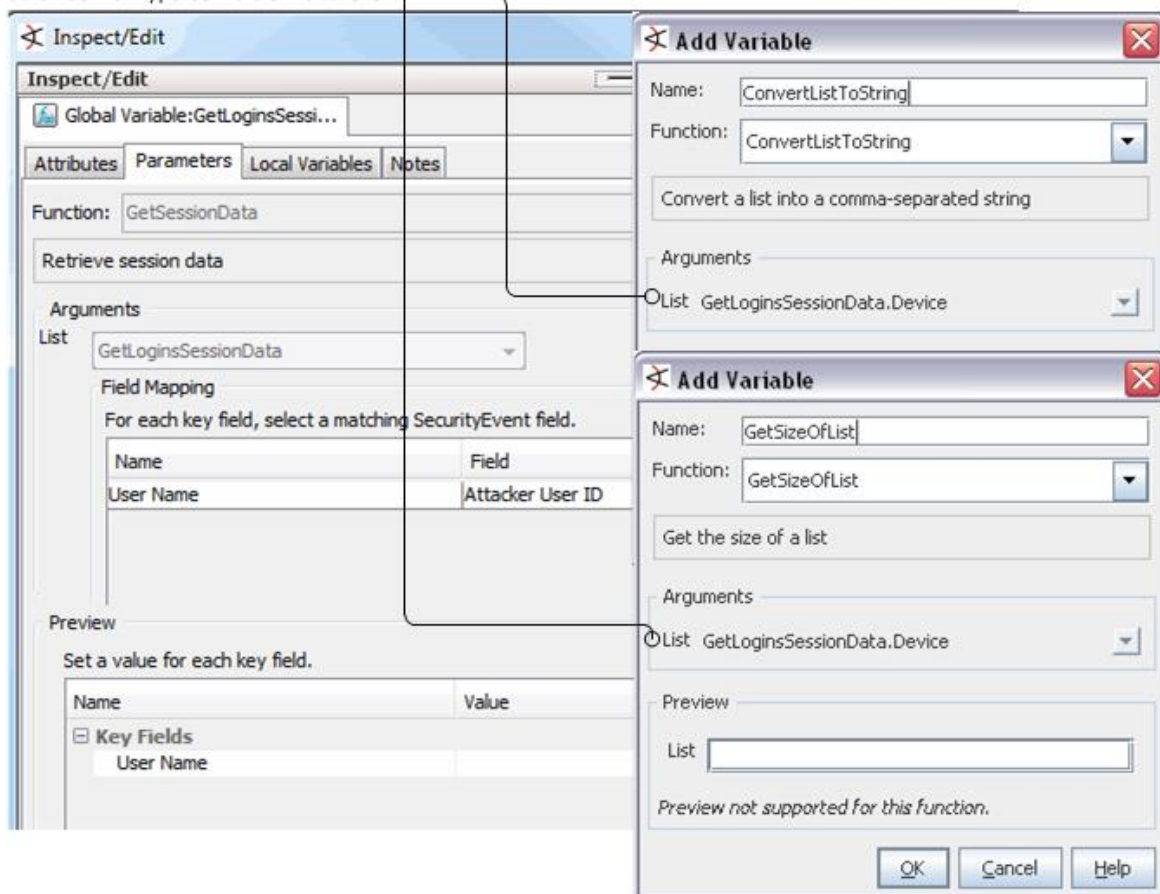 Inspect/Edit
Inspect/Edit
Global Variable:GetLoginsSessi...
Attributes Parameters Local Variables Notes
Function: GetSessionData
Retrieve session data
Arguments
List GetLoginsSessionData
Field Mapping
For each key field, select a matching SecurityEvent field.
Name Field
User Name Attacker User ID
Preview
Set a value for each key field.
Name Value
Key Fields
User Name
Add Variable
Name: ConvertListToString
Function: ConvertListToString
Convert a list into a comma-separated string
Arguments
List GetLoginsSessionData.Device
Add Variable
Name: GetSizeOfList
Function: GetSizeOfList
Get the size of a list
Arguments
List GetLoginsSessionData.Device
Preview
List
Preview not supported for this function.
OK Cancel Help